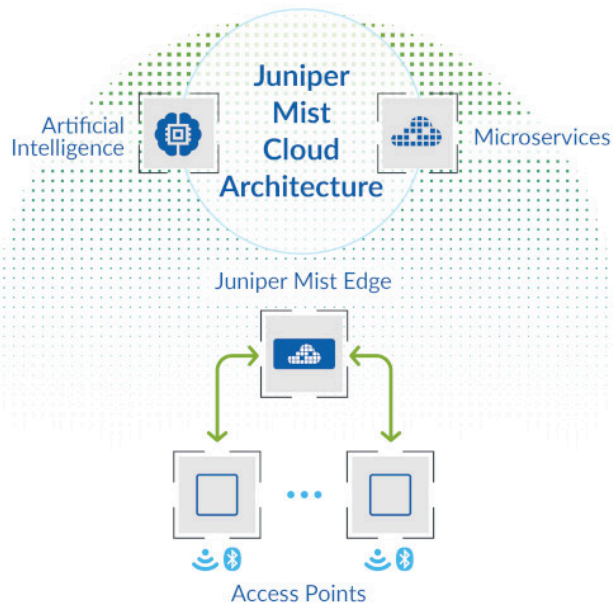 Juniper
Mist
Cloud
Architecture
Artificial
Intelligence
Microservices
Juniper Mist Edge
Access Points